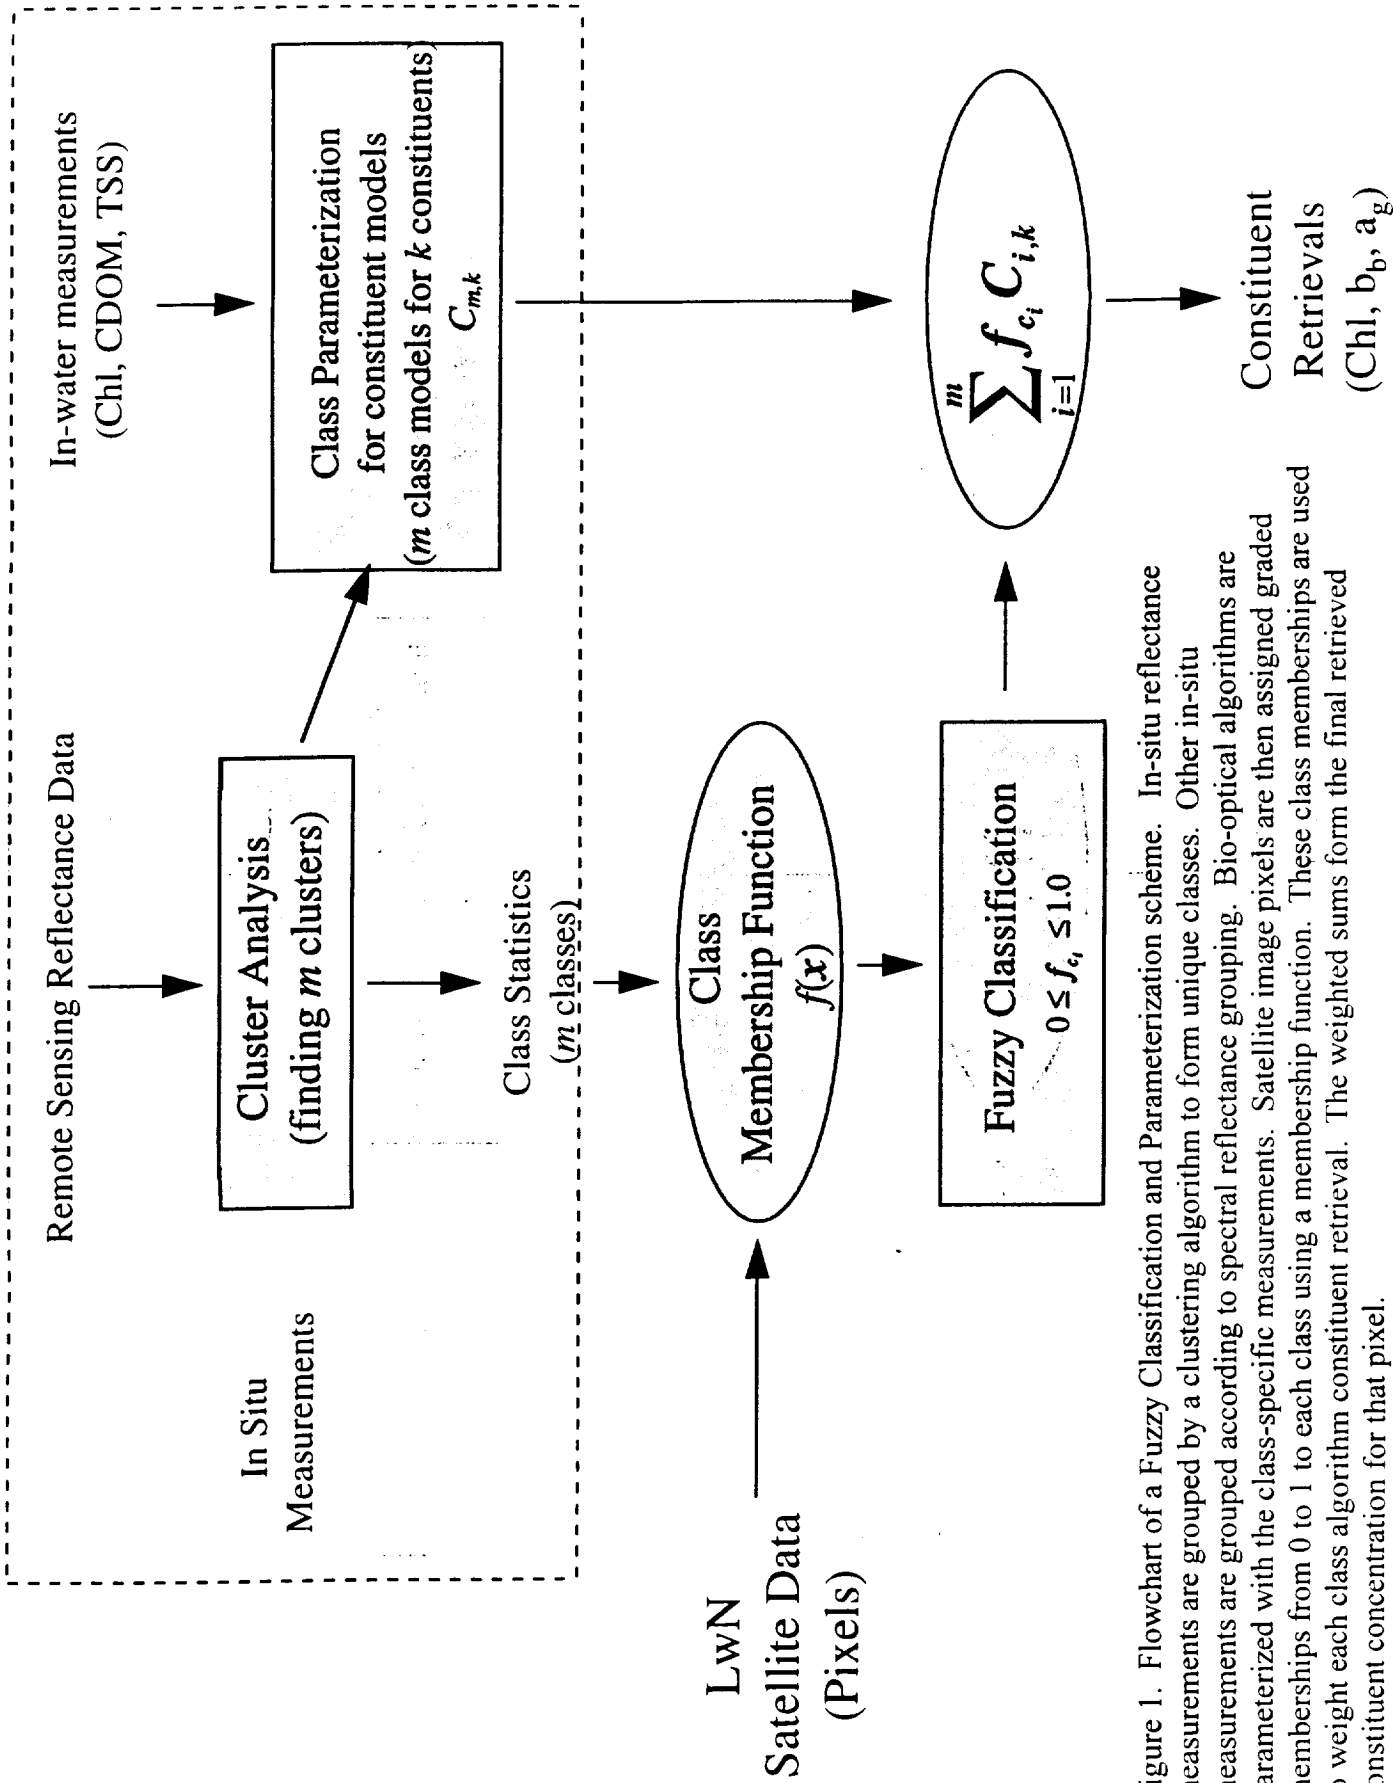 Remote Sensing Reflectance Data
In-water measurements
(Chl, CDOM, TSS)
In Situ
Measurements
Cluster Analysis
(finding m clusters)
Class Parameterization
for constituent models
(m class models for k constituents)
C_{m,k}
Class Statistics
(m classes)
LwN
Satellite Data
(Pixels)
Class
Membership Function
f(x)
Fuzzy Classification
0 ≤ f_{c_i} ≤ 1.0
\sum_{i=1}^{m} f_{c_i} C_{i,k}
Constituent
Retrievals
(Chl, b_b, a_g)
igure 1. Flowchart of a Fuzzy Classification and Parameterization scheme. In-situ reflectance
easurements are grouped by a clustering algorithm to form unique classes. Other in-situ
easurements are grouped according to spectral reflectance grouping. Bio-optical algorithms are
arameterized with the class-specific measurements. Satellite image pixels are then assigned graded
emberships from 0 to 1 to each class using a membership function. These class memberships are used
o weight each class algorithm constituent retrieval. The weighted sums form the final retrieved
onstituent concentration for that pixel.